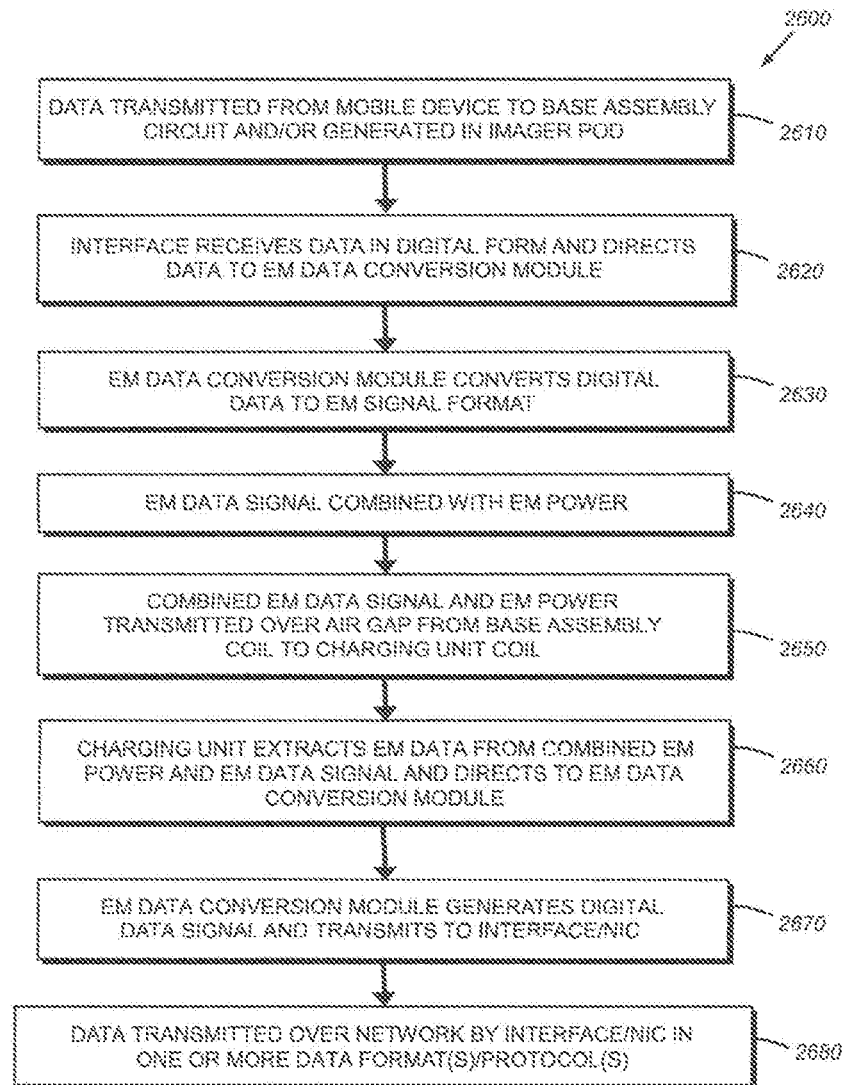 2600
DATA TRANSMITTED FROM MOBILE DEVICE TO BASE ASSEMBLY
CIRCUIT AND/OR GENERATED IN IMAGER POD
2610
INTERFACE RECEIVES DATA IN DIGITAL FORM AND DIRECTS
DATA TO EM DATA CONVERSION MODULE
2620
EM DATA CONVERSION MODULE CONVERTS DIGITAL
DATA TO EM SIGNAL FORMAT
2630
EM DATA SIGNAL COMBINED WITH EM POWER
2640
COMBINED EM DATA SIGNAL AND EM POWER
TRANSMITTED OVER AIR GAP FROM BASE ASSEMBLY
COIL TO CHARGING UNIT COIL
2650
CHARGING UNIT EXTRACTS EM DATA FROM COMBINED EM
POWER AND EM DATA SIGNAL AND DIRECTS TO EM DATA
CONVERSION MODULE
2660
EM DATA CONVERSION MODULE GENERATES DIGITAL
DATA SIGNAL AND TRANSMITS TO INTERFACE/NIC
2670
DATA TRANSMITTED OVER NETWORK BY INTERFACE/NIC IN
ONE OR MORE DATA FORMAT(S)/PROTOCOL(S)
2680